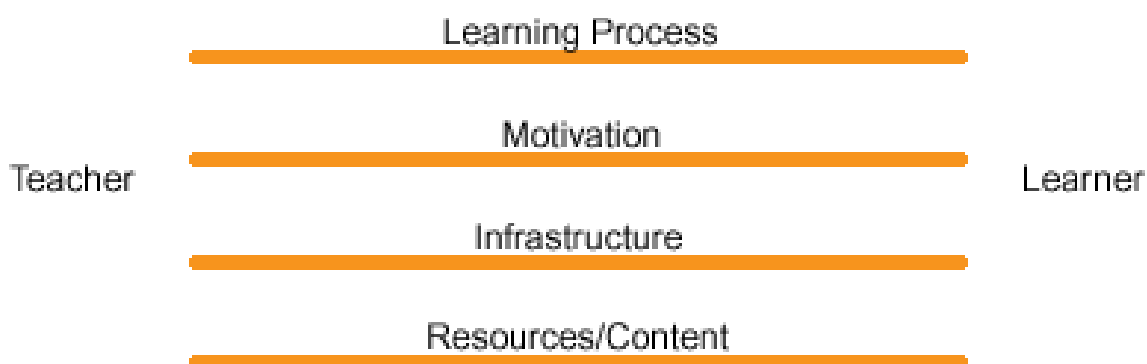 Learning Process
Motivation
Teacher
Learner
Infrastructure
Resources/Content